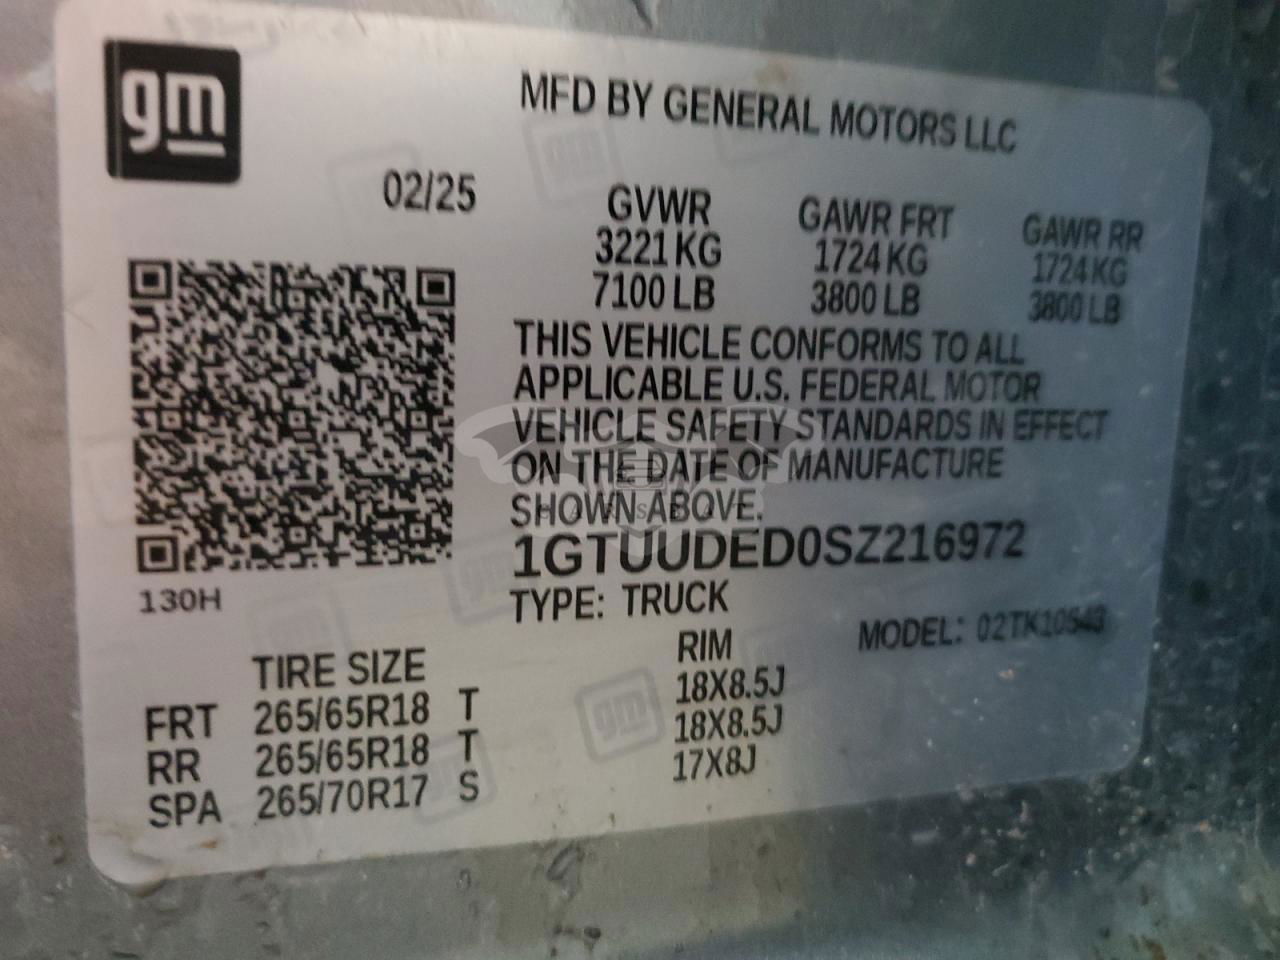 gm
MFD BY GENERAL MOTORS LLC
02/25
GVWR GAWR FRT GAWR RR
3221 KG 1724 KG 1724 KG
7100 LB 3800 LB 3800 LB
THIS VEHICLE CONFORMS TO ALL
APPLICABLE U.S. FEDERAL MOTOR
VEHICLE SAFETY STANDARDS IN EFFECT
ON THE DATE OF MANUFACTURE
SHOWN ABOVE.
1GTUUDED0SZ216972
130H
TYPE: TRUCK
MODEL: 02TK10543
TIRE SIZE RIM
FRT 265/65R18 T 18X8.5J
RR 265/65R18 T 18X8.5J
SPA 265/70R17 S 17X8J